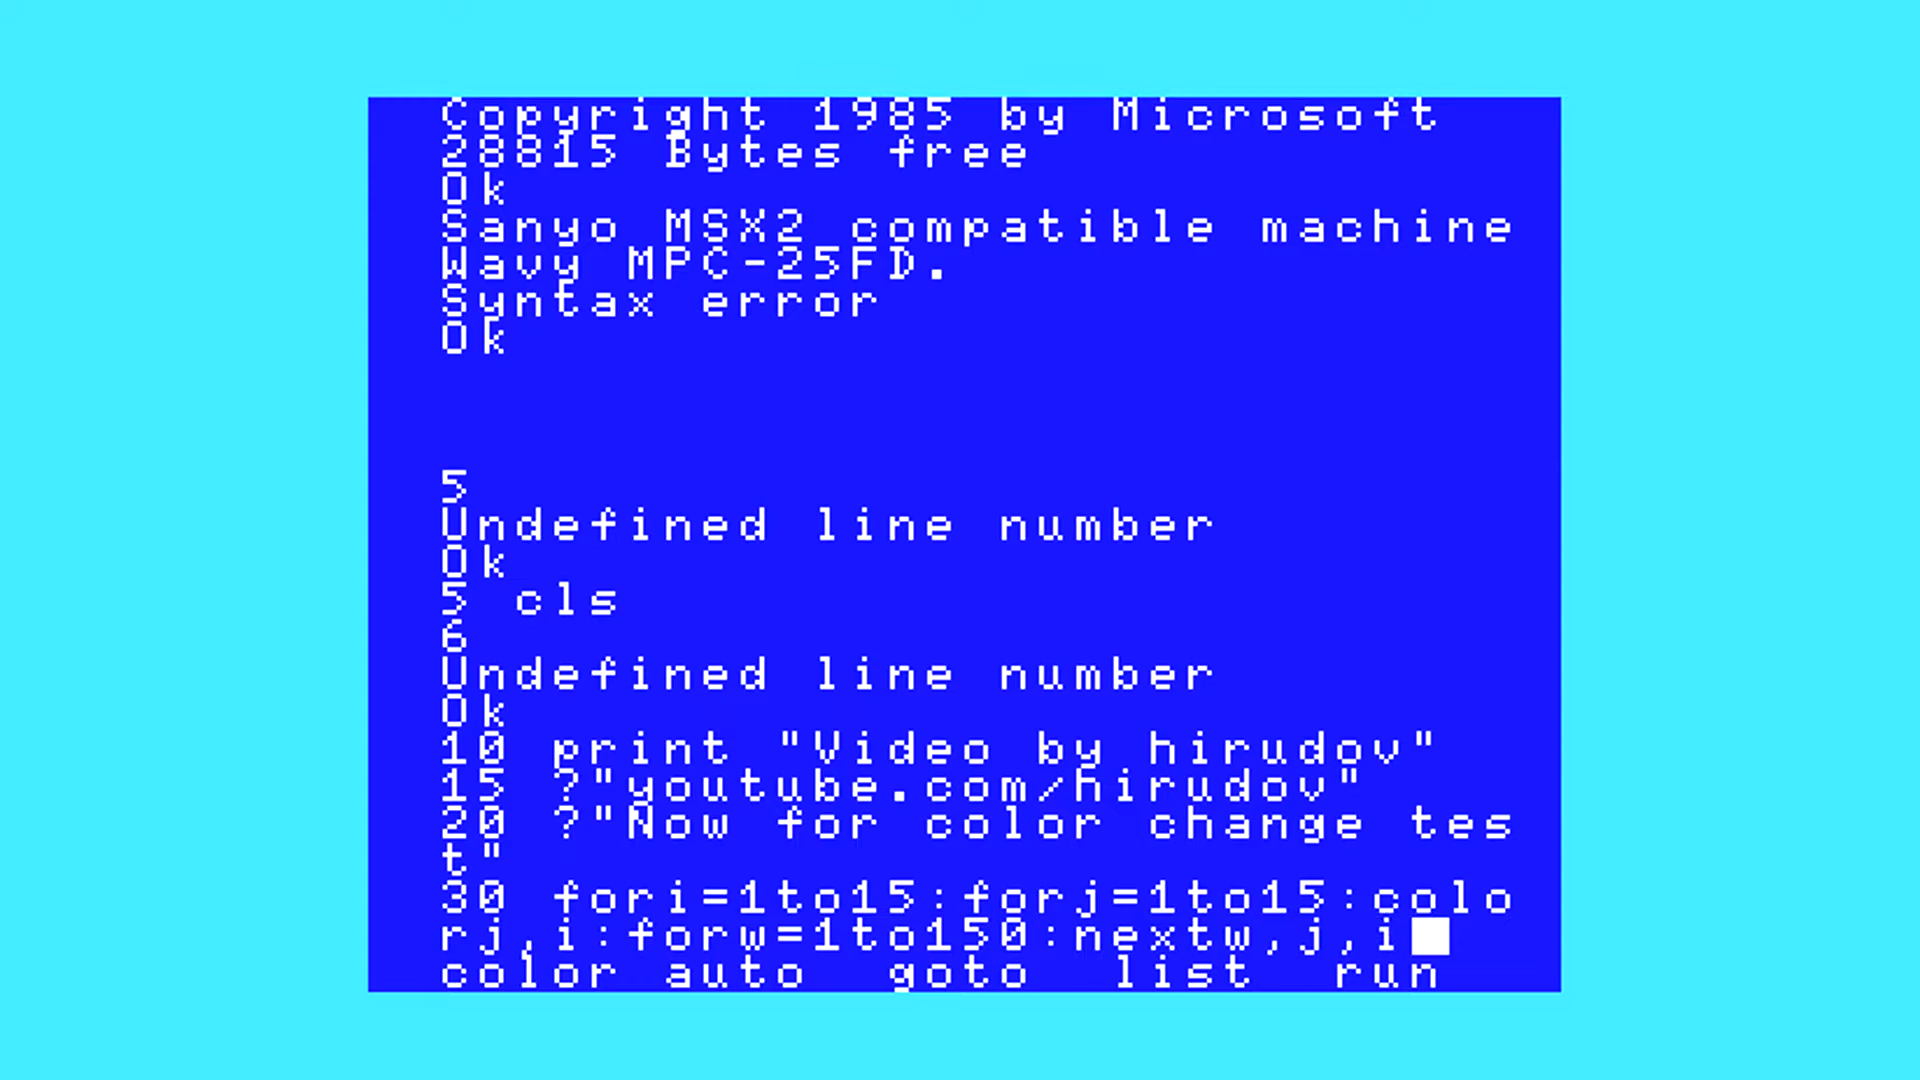 Copyright 1985 by Microsoft
28815 Bytes free
Ok
Sanyo MSX2 compatible machine
Wavy MPC-25FD.
Syntax error
Ok
5
Undefined line number
Ok
5 cls
6
Undefined line number
Ok
10 print "Video by hirudov"
15 ?"youtube.com/hirudov"
20 ?"Now for color change tes
t"
30 fori=1to15:forj=1to15:colo
rj,i:forw=1to150:nextw,j,i
color auto goto list run